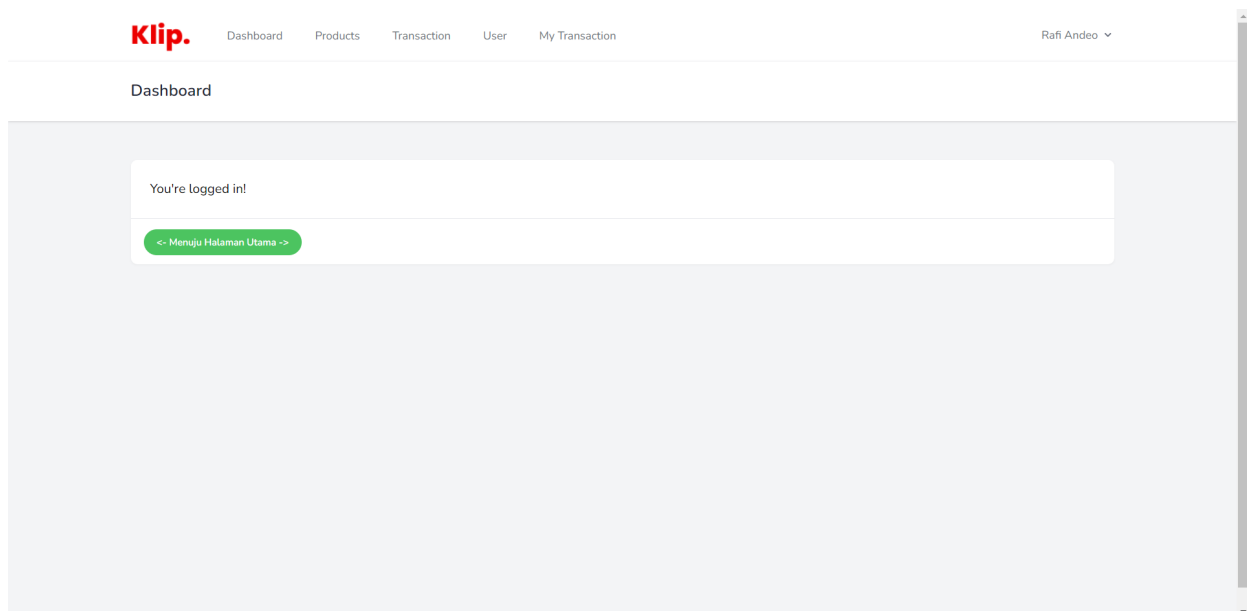 Klip. Dashboard Products Transaction User My Transaction Rafi Andeo
Dashboard
You're logged in!
<- Menuju Halaman Utama ->